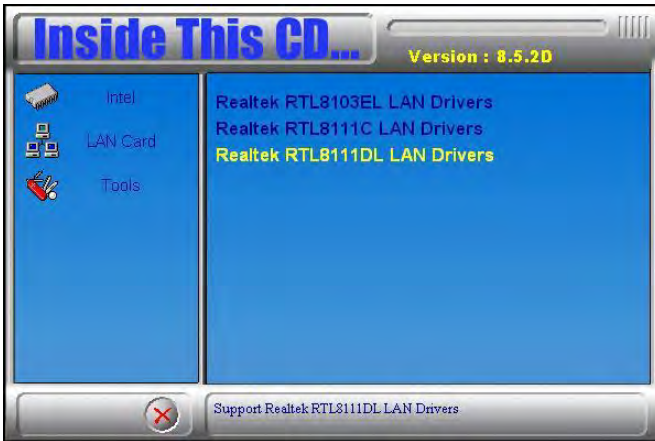 Inside This CD...
Version : 8.5.2D
Intel
LAN Card
Tools
Realtek RTL8103EL LAN Drivers
Realtek RTL8111C LAN Drivers
Realtek RTL8111DL LAN Drivers
Support Realtek RTL8111DL LAN Drivers